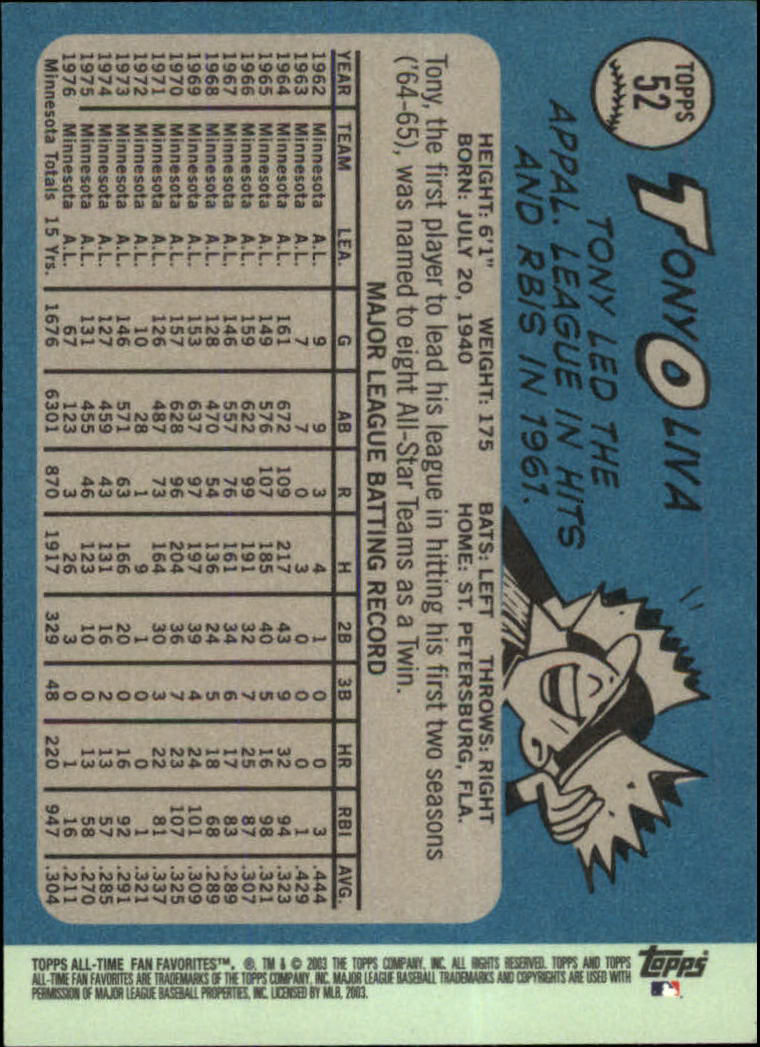 TOPPS
52
TONY OLIVA
TONY LED THE
APPAL. LEAGUE IN HITS
AND RBIS IN 1961.
HEIGHT: 6'1" WEIGHT: 175 BATS: LEFT THROWS: RIGHT
BORN: JULY 20, 1940 HOME: ST. PETERSBURG, FLA.
Tony, the first player to lead his league in hitting his first two seasons
('64-65), was named to eight All-Star Teams as a Twin.
MAJOR LEAGUE BATTING RECORD
YEAR TEAM LEA. G AB R H 2B 3B HR RBI AVG.
1962 Minnesota A.L. 9 9 3 4 1 0 0 3 .444
1963 Minnesota A.L. 7 7 0 3 0 0 0 1 .429
1964 Minnesota A.L. 161 672 109 217 43 9 32 94 .323
1965 Minnesota A.L. 149 576 107 185 40 5 16 98 .321
1966 Minnesota A.L. 159 622 99 191 32 7 25 87 .307
1967 Minnesota A.L. 146 557 76 161 34 6 17 83 .289
1968 Minnesota A.L. 128 470 54 136 24 5 18 68 .289
1969 Minnesota A.L. 153 637 97 197 39 4 24 101 .309
1970 Minnesota A.L. 157 628 96 204 36 7 23 107 .325
1971 Minnesota A.L. 126 487 73 164 30 3 22 81 .337
1972 Minnesota A.L. 10 28 1 9 1 0 0 1 .321
1973 Minnesota A.L. 146 571 63 166 20 0 16 92 .291
1974 Minnesota A.L. 127 459 43 131 16 2 13 57 .285
1975 Minnesota A.L. 131 455 46 123 10 0 13 58 .270
1976 Minnesota A.L. 67 123 3 26 3 0 1 16 .211
Minnesota Totals 15 Yrs. 1676 6301 870 1917 329 48 220 947 .304
topps
TOPPS ALL-TIME FAN FAVORITES™. ®, TM & © 2003 THE TOPPS COMPANY, INC. ALL RIGHTS RESERVED. TOPPS AND TOPPS
ALL-TIME FAN FAVORITES ARE TRADEMARKS OF THE TOPPS COMPANY, INC. MAJOR LEAGUE BASEBALL TRADEMARKS AND COPYRIGHTS ARE USED WITH
PERMISSION OF MAJOR LEAGUE BASEBALL PROPERTIES, INC. LICENSED BY MLB, 2003.